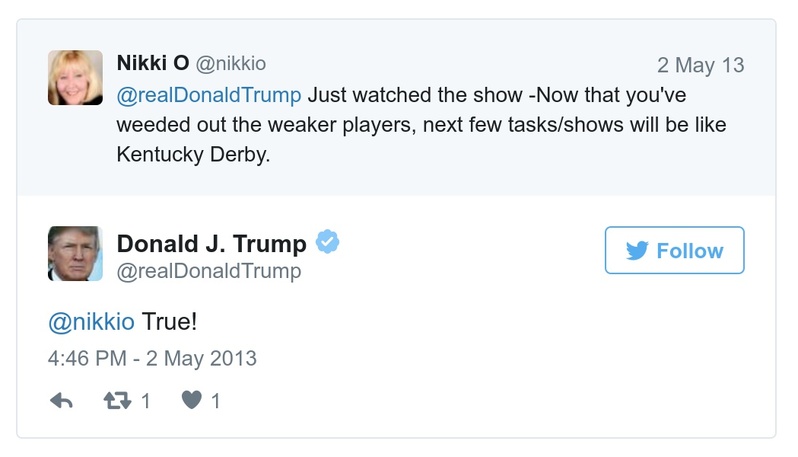 Nikki O @nikkio 2 May 13
@realDonaldTrump Just watched the show -Now that you've
weeded out the weaker players, next few tasks/shows will be like
Kentucky Derby.
Donald J. Trump
@realDonaldTrump
Follow
@nikkio True!
4:46 PM - 2 May 2013
1 1